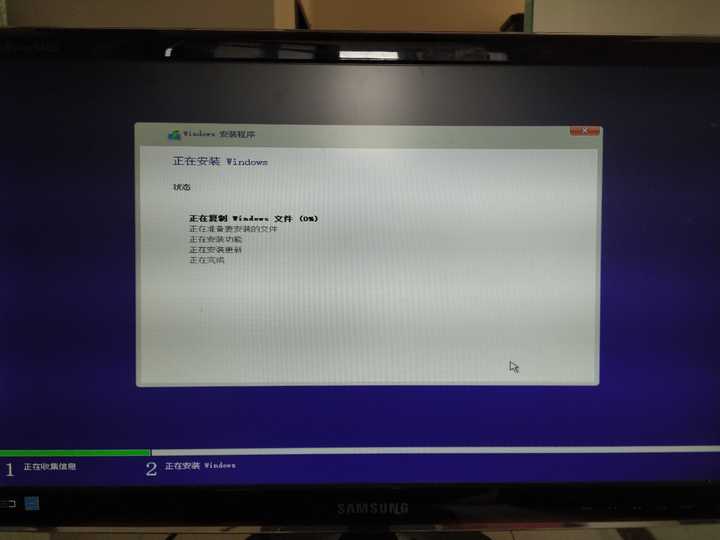 Windows 安装程序
正在安装 Windows
状态
正在复制 Windows 文件 (0%)
正在准备要安装的文件
正在安装功能
正在安装更新
正在完成
1 正在收集信息
2 正在安装 Windows
SAMSUNG